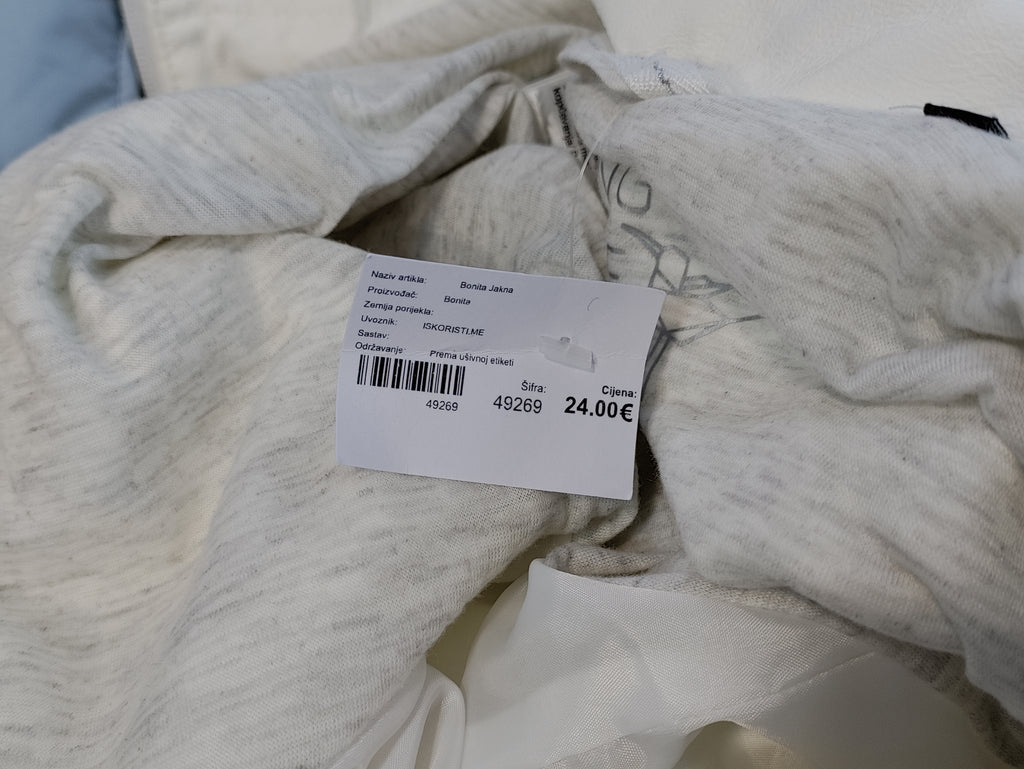 Naziv artikla: Bonita Jakna
Proizvođač: Bonita
Zemlja porijekla:
Uvoznik: ISKORISTI.ME
Sastav:
Održavanje: Prema ušivnoj etiketi
Šifra: Cijena:
49269 49269 24.00€